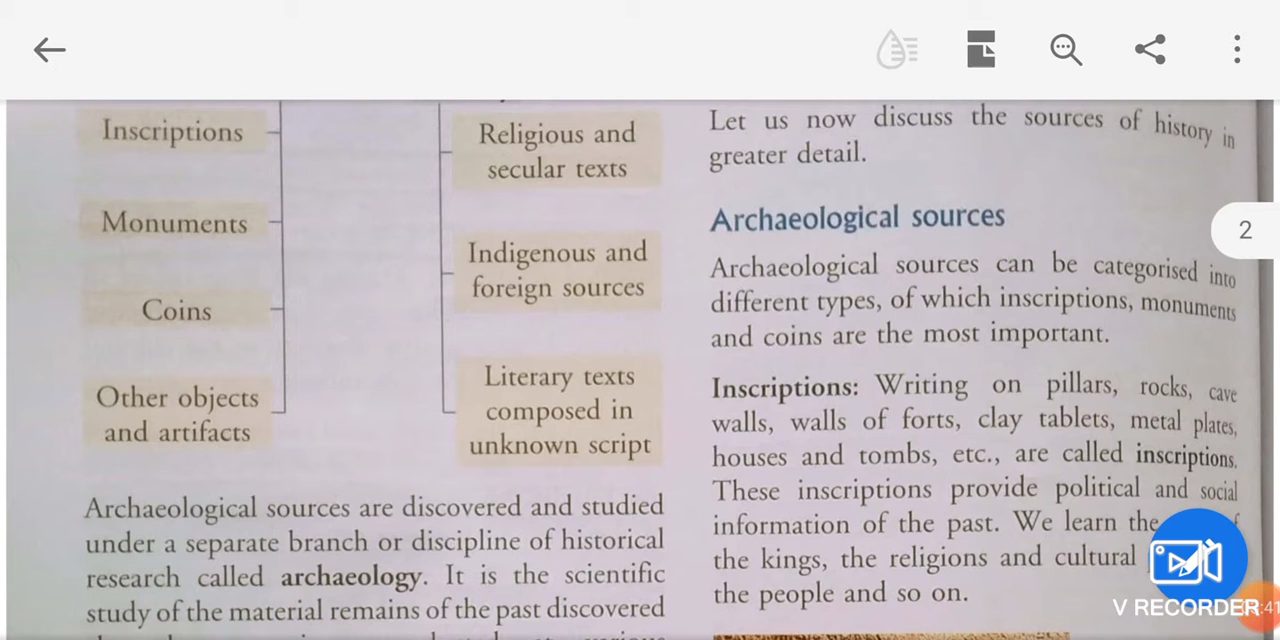 Inscriptions
Monuments
Coins
Other objects
and artifacts
Religious and
secular texts
Indigenous and
foreign sources
Literary texts
composed in
unknown script
Archaeological sources are discovered and studied
under a separate branch or discipline of historical
research called archaeology. It is the scientific
study of the material remains of the past discovered
Let us now discuss the sources of history in
greater detail.
Archaeological sources
Archaeological sources can be categorised into
different types, of which inscriptions, monuments
and coins are the most important.
Inscriptions: Writing on pillars, rocks, cave
walls, walls of forts, clay tablets, metal plates,
houses and tombs, etc., are called inscriptions.
These inscriptions provide political and social
information of the past. We learn the
the kings, the religions and cultural
the people and so on.
2
V RECORDER
:41